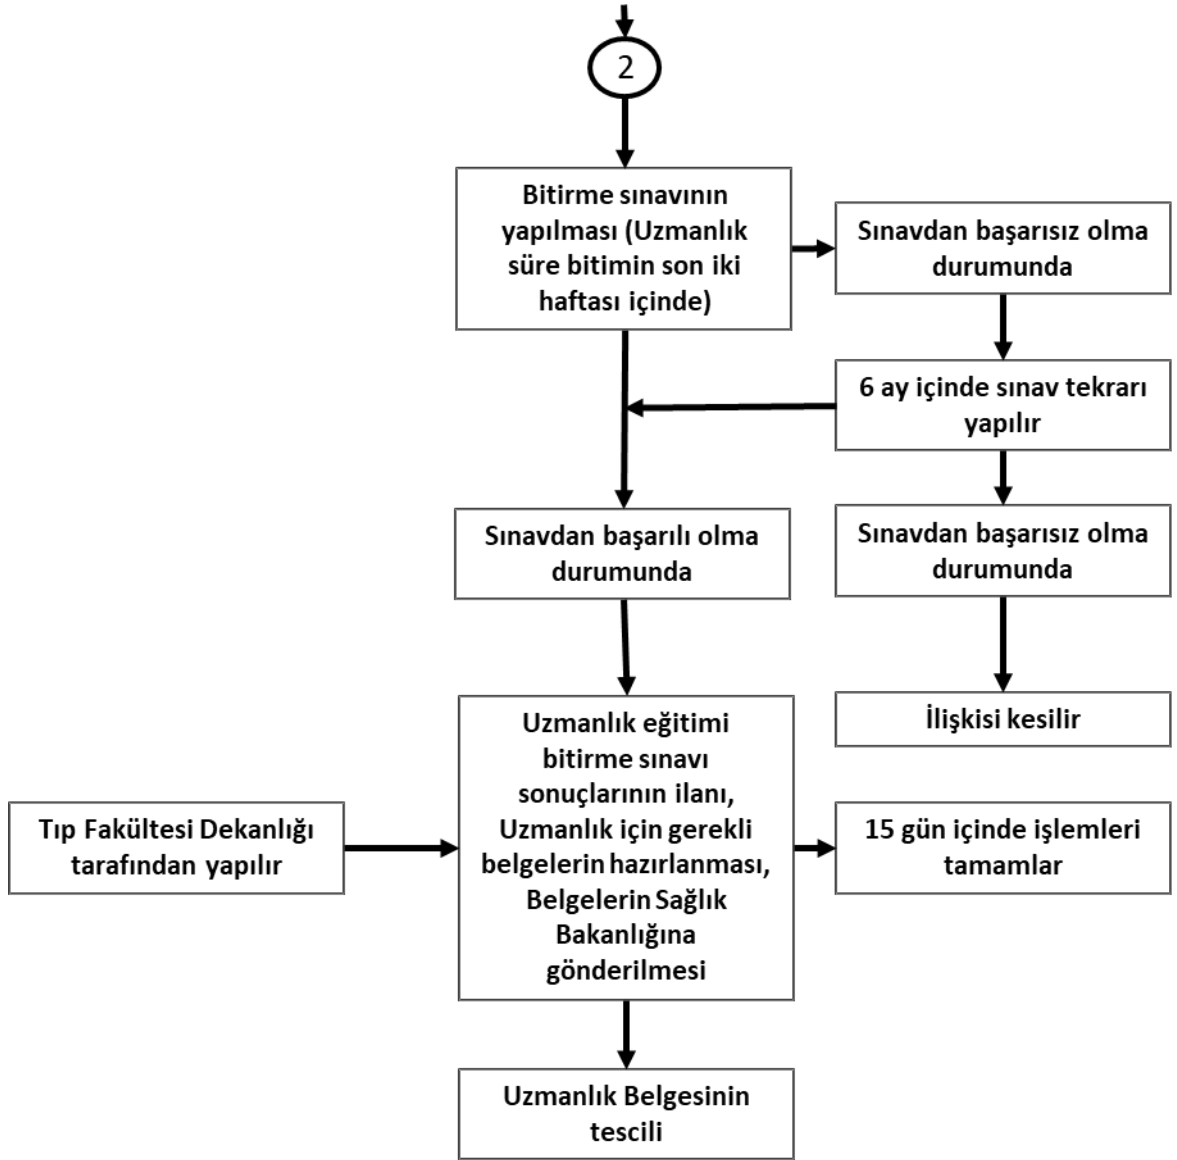 2
Bitirme sınavının
yapılması (Uzmanlık
süre bitimin son iki
haftası içinde)
Sınavdan başarısız olma
durumunda
6 ay içinde sınav tekrarı
yapılır
Sınavdan başarılı olma
durumunda
Sınavdan başarısız olma
durumunda
İlişkisi kesilir
Tıp Fakültesi Dekanlığı
tarafından yapılır
Uzmanlık eğitimi
bitirme sınavı
sonuçlarının ilanı,
Uzmanlık için gerekli
belgelerin hazırlanması,
Belgelerin Sağlık
Bakanlığına
gönderilmesi
15 gün içinde işlemleri
tamamlar
Uzmanlık Belgesinin
tescili